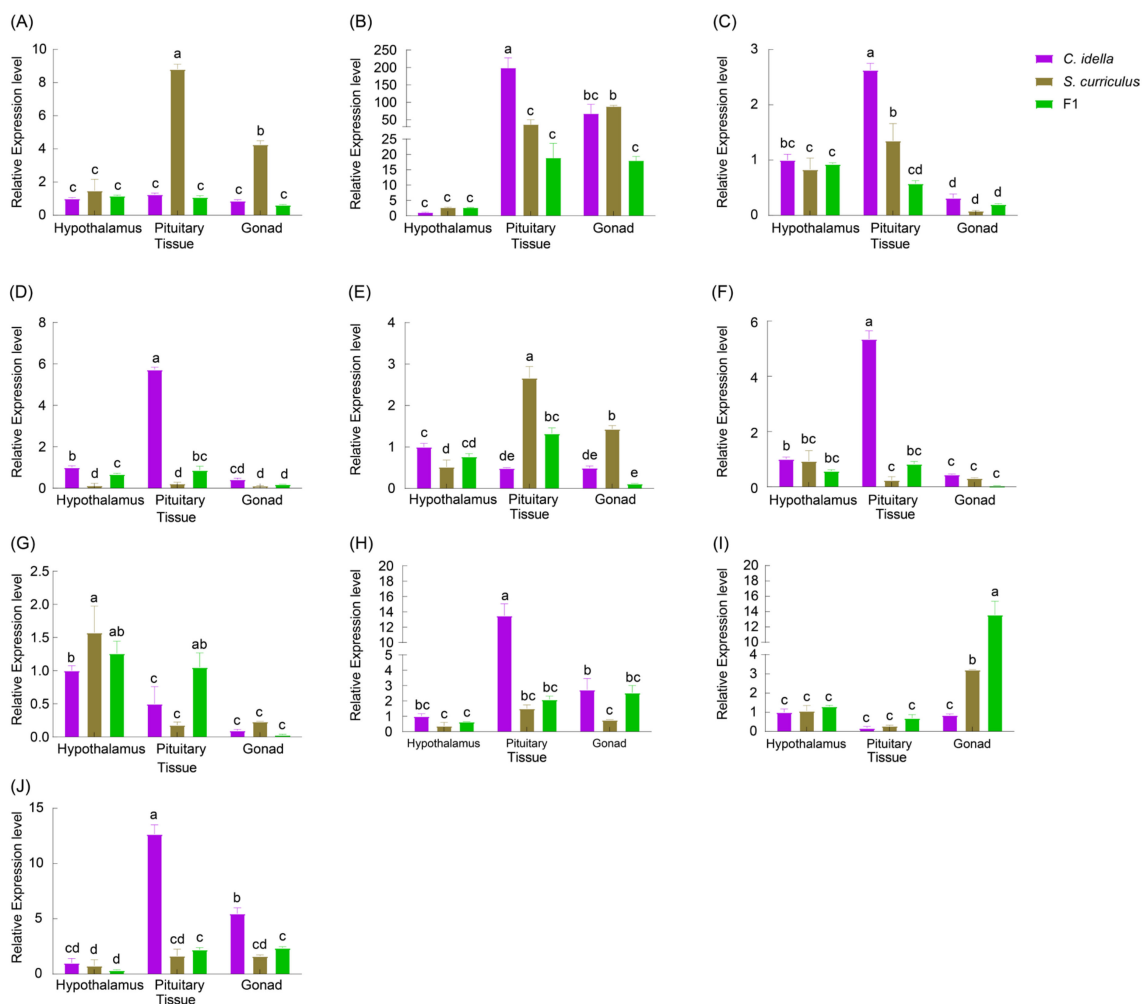 (A)
Relative Expression level
10
8
6
4
2
0
c c c
c a c
c b c
Hypothalamus Pituitary Gonad
Tissue
(B)
Relative Expression level
250
200
150
100
50
25
20
15
10
5
0
c c c
a c c
bc b c
Hypothalamus Pituitary Gonad
Tissue
(C)
Relative Expression level
3
2
1
0
bc c c
a b cd
d d d
Hypothalamus Pituitary Gonad
Tissue
C. idella
S. curriculus
F1
(D)
Relative Expression level
8
6
4
2
0
b d c
a d bc
cd d d
Hypothalamus Pituitary Gonad
Tissue
(E)
Relative Expression level
4
3
2
1
0
c d cd
de a bc
de b e
Hypothalamus Pituitary Gonad
Tissue
(F)
Relative Expression level
6
4
2
0
b bc bc
a c bc
c c c
Hypothalamus Pituitary Gonad
Tissue
(G)
Relative Expression level
2.5
2.0
1.5
1.0
0.5
0.0
b a ab
c c ab
c c c
Hypothalamus Pituitary Gonad
Tissue
(H)
Relative Expression level
20
18
16
14
12
10
5
4
3
2
1
0
bc c c
a bc bc
b c bc
Hypothalamus Pituitary Gonad
Tissue
(I)
Relative Expression level
20
18
16
14
12
10
4
3
2
1
0
c c c
c c c
c b a
Hypothalamus Pituitary Gonad
Tissue
(J)
Relative Expression level
15
10
5
0
cd d d
a cd c
b cd c
Hypothalamus Pituitary Gonad
Tissue